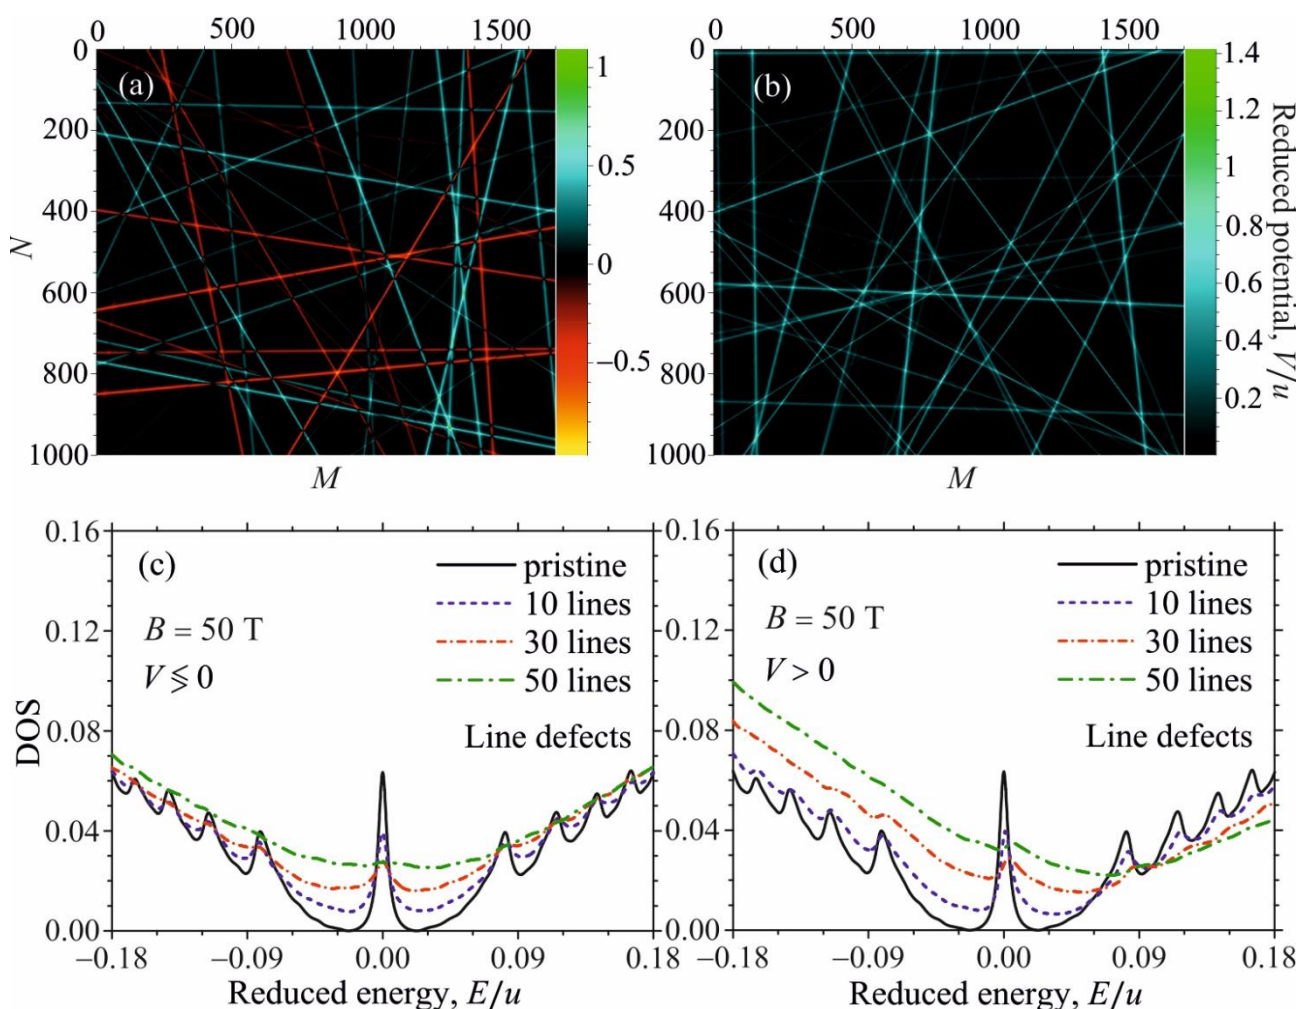 0 500 1000 1500
0 500 1000 1500
0
200
400
600
800
1000
N
(a)
M
1
0.5
0
–0.5
0
200
400
600
800
1000
(b)
M
1.4
1.2
1
0.8
0.6
0.4
0.2
Reduced potential, V/u
0.16
0.12
0.08
0.04
0.00
DOS
(c)
B = 50 T
V ⋚ 0
pristine
10 lines
30 lines
50 lines
Line defects
–0.18 –0.09 0.00 0.09 0.18
Reduced energy, E/u
0.16
0.12
0.08
0.04
0.00
(d)
B = 50 T
V > 0
pristine
10 lines
30 lines
50 lines
Line defects
–0.18 –0.09 0.00 0.09 0.18
Reduced energy, E/u